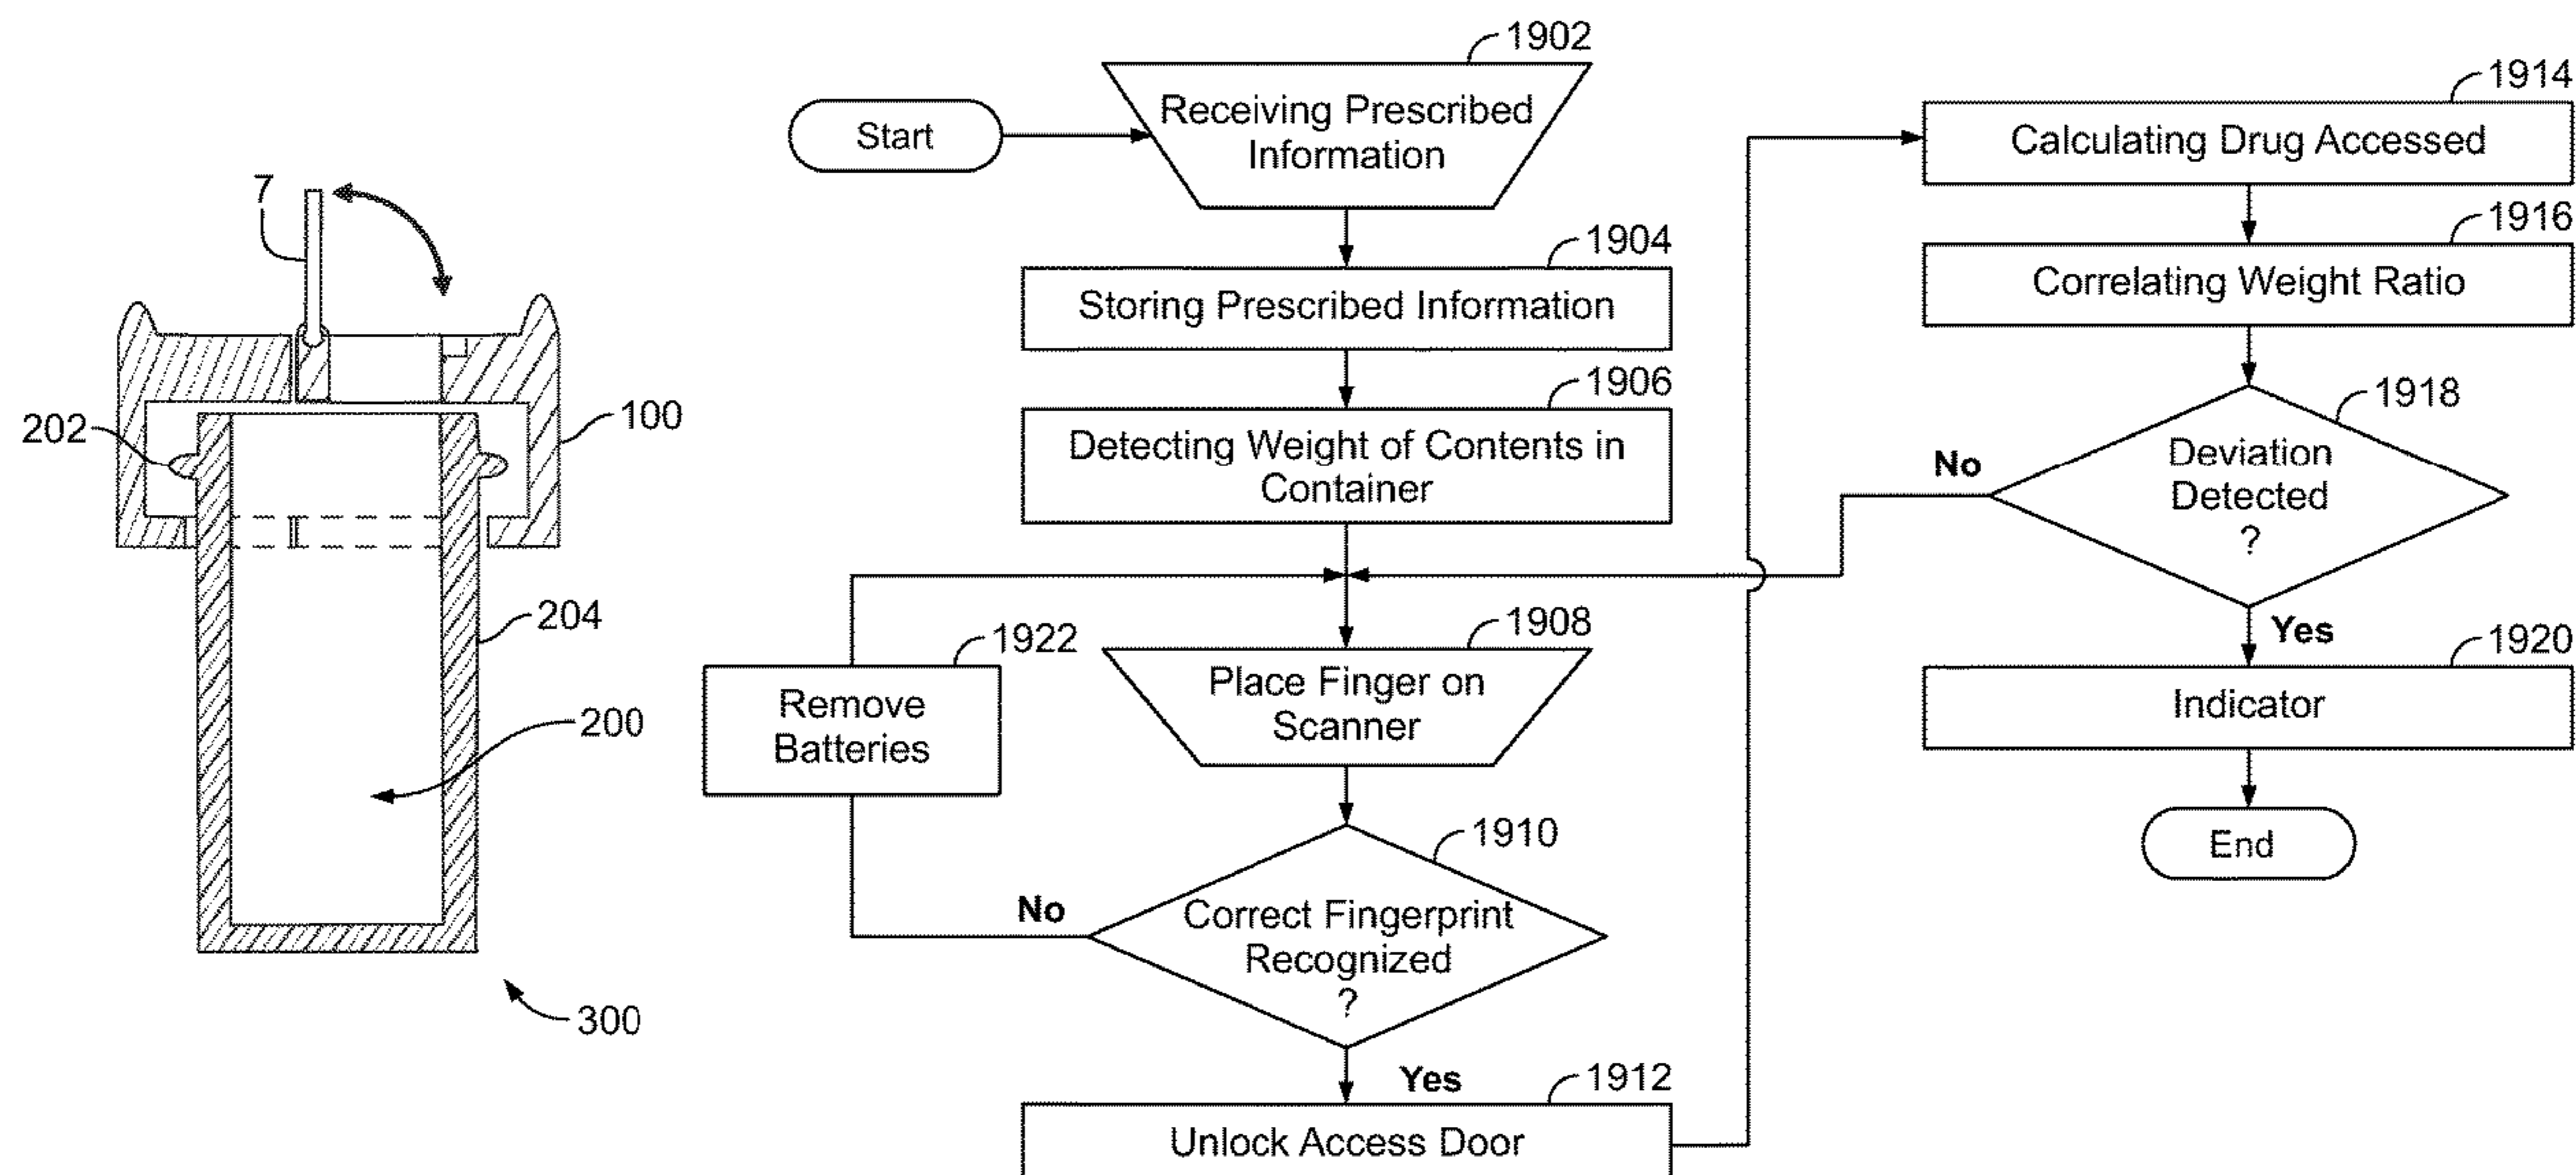 7
100
202
204
200
300
Start
1902
Receiving Prescribed
Information
1904
Storing Prescribed Information
1906
Detecting Weight of Contents in
Container
1908
Place Finger on
Scanner
1922
Remove
Batteries
1910
Correct Fingerprint
Recognized
?
No
Yes
1912
Unlock Access Door
1914
Calculating Drug Accessed
1916
Correlating Weight Ratio
1918
Deviation
Detected
?
No
Yes
1920
Indicator
End